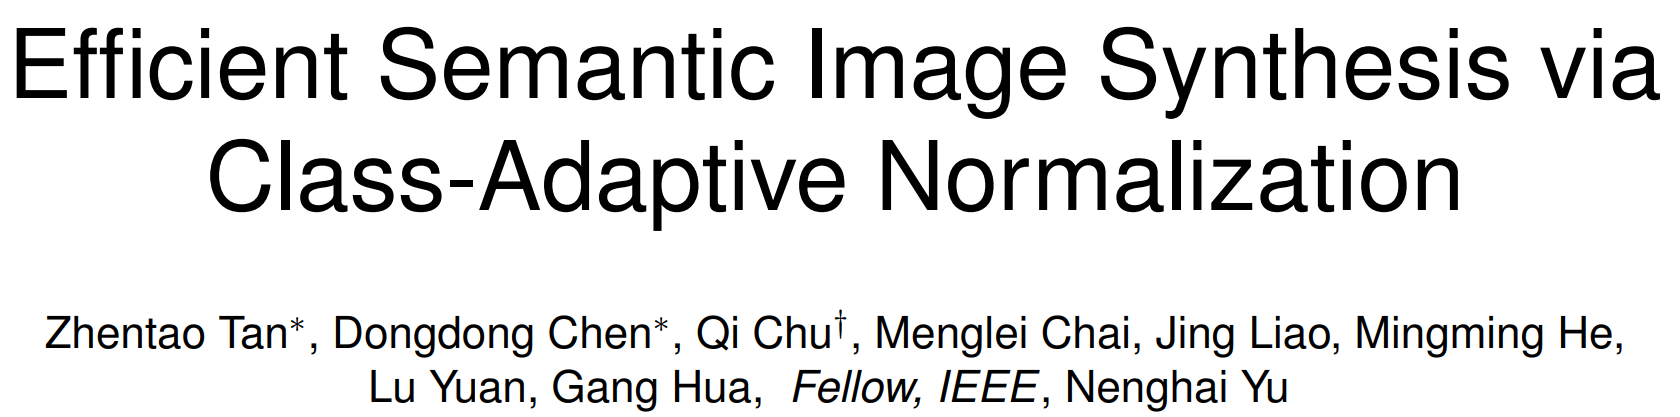 Efficient Semantic Image Synthesis via
Class-Adaptive Normalization
Zhentao Tan*, Dongdong Chen*, Qi Chu†, Menglei Chai, Jing Liao, Mingming He,
Lu Yuan, Gang Hua, Fellow, IEEE, Nenghai Yu